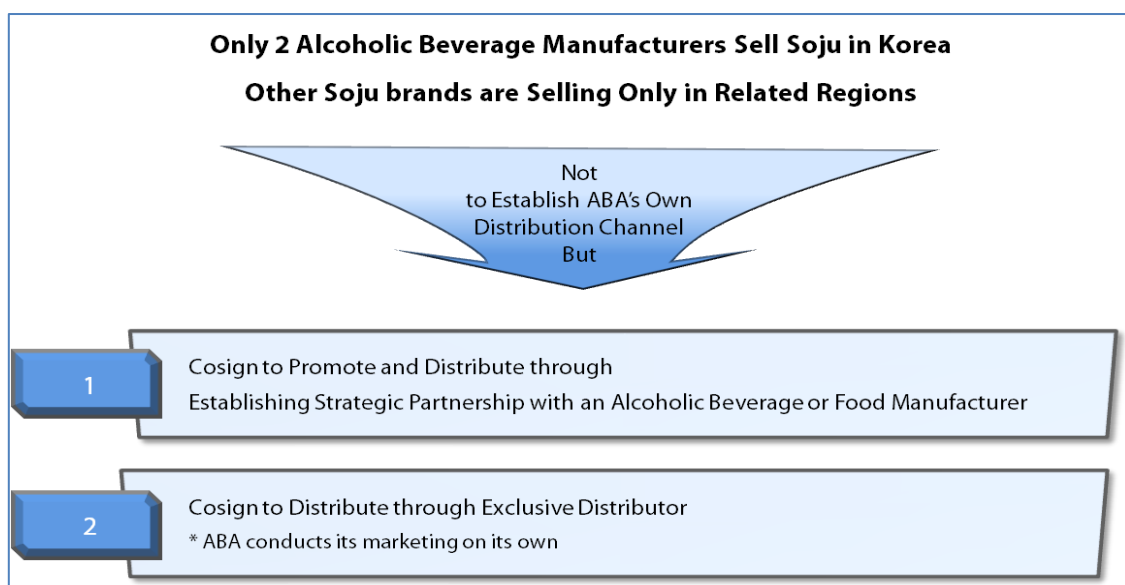 Only 2 Alcoholic Beverage Manufacturers Sell Soju in Korea
Other Soju brands are Selling Only in Related Regions
Not
to Establish ABA's Own
Distribution Channel
But
1
Cosign to Promote and Distribute through
Establishing Strategic Partnership with an Alcoholic Beverage or Food Manufacturer
2
Cosign to Distribute through Exclusive Distributor
* ABA conducts its marketing on its own